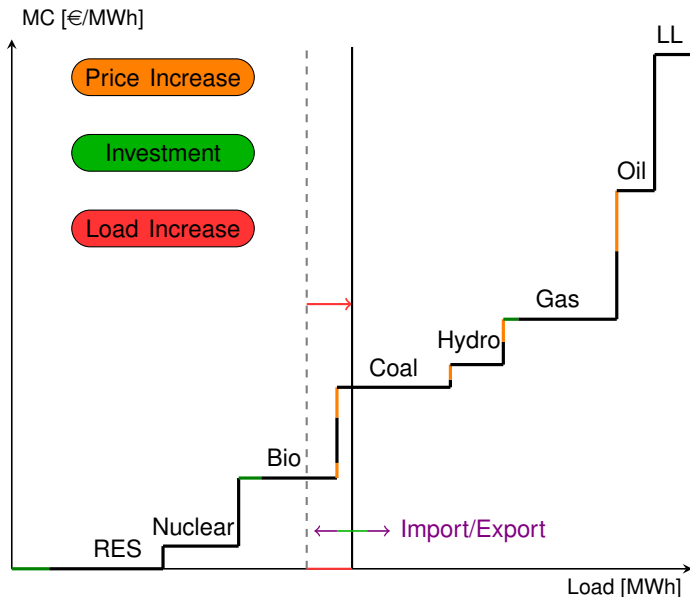 MC [€/MWh]
LL
Price Increase
Investment
Oil
Load Increase
Gas
Hydro
Coal
Bio
Nuclear
Import/Export
RES
Load [MWh]